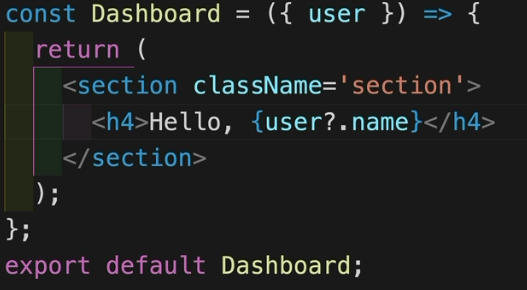 const Dashboard = ({ user }) => {
  return (
    <section className='section'>
      <h4>Hello, {user?.name}</h4>
    </section>
  );
};
export default Dashboard;